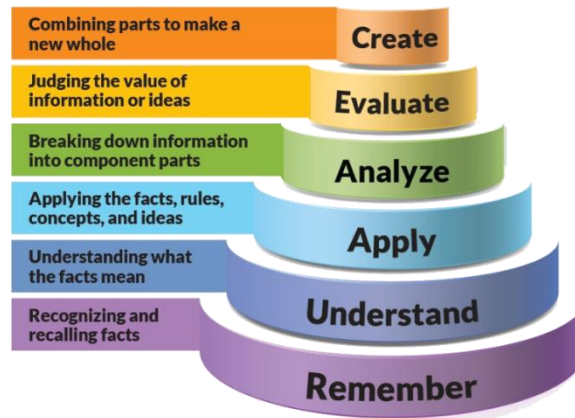 Combining parts to make a
new whole
Create
Judging the value of
information or ideas
Evaluate
Breaking down information
into component parts
Analyze
Applying the facts, rules,
concepts, and ideas
Apply
Understanding what
the facts mean
Understand
Recognizing and
recalling facts
Remember